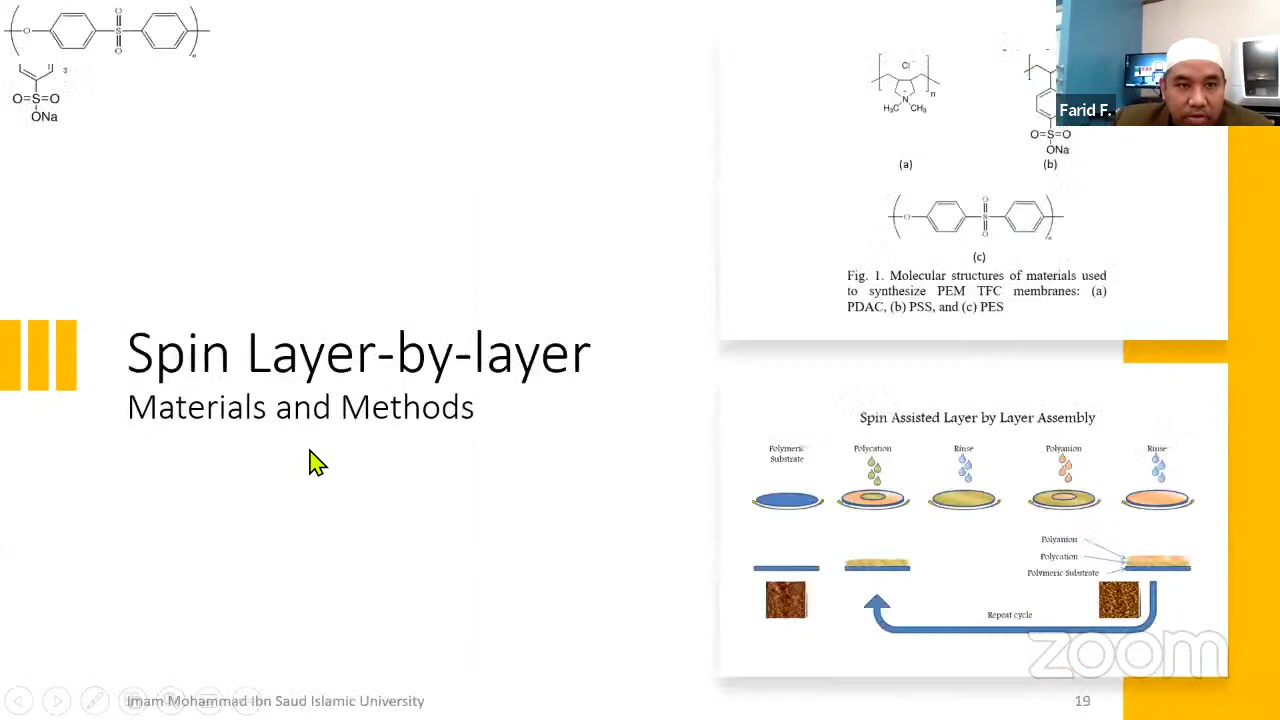 O
S
O
O
n
3
O=S=O
ONa
Cl⁻
n
N⁺
H₃C
CH₃
O=S=O
ONa
(a)
(b)
O
S
O
O
n
(c)
Fig. 1. Molecular structures of materials used
to synthesize PEM TFC membranes: (a)
PDAC, (b) PSS, and (c) PES
Farid F.
Spin Layer-by-layer
Materials and Methods
Spin Assisted Layer by Layer Assembly
Polymeric
Substrate
Polycation
Rinse
Polyanion
Rinse
Polyanion
Polycation
Polymeric Substrate
Repeat cycle
zoom
Imam Mohammad Ibn Saud Islamic University
19